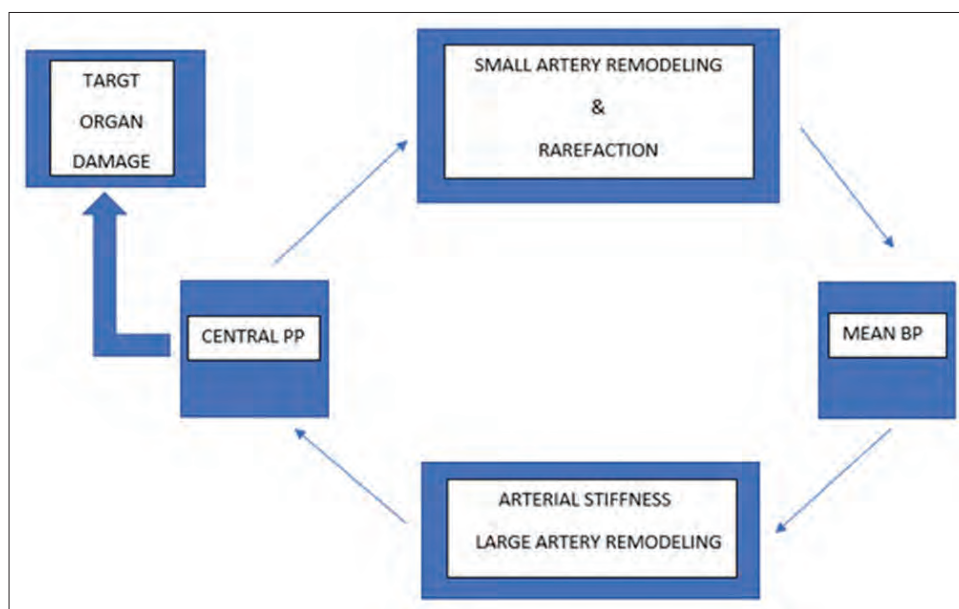 TARGT
ORGAN
DAMAGE
SMALL ARTERY REMODELING
&
RAREFACTION
CENTRAL PP
MEAN BP
ARTERIAL STIFFNESS
LARGE ARTERY REMODELING